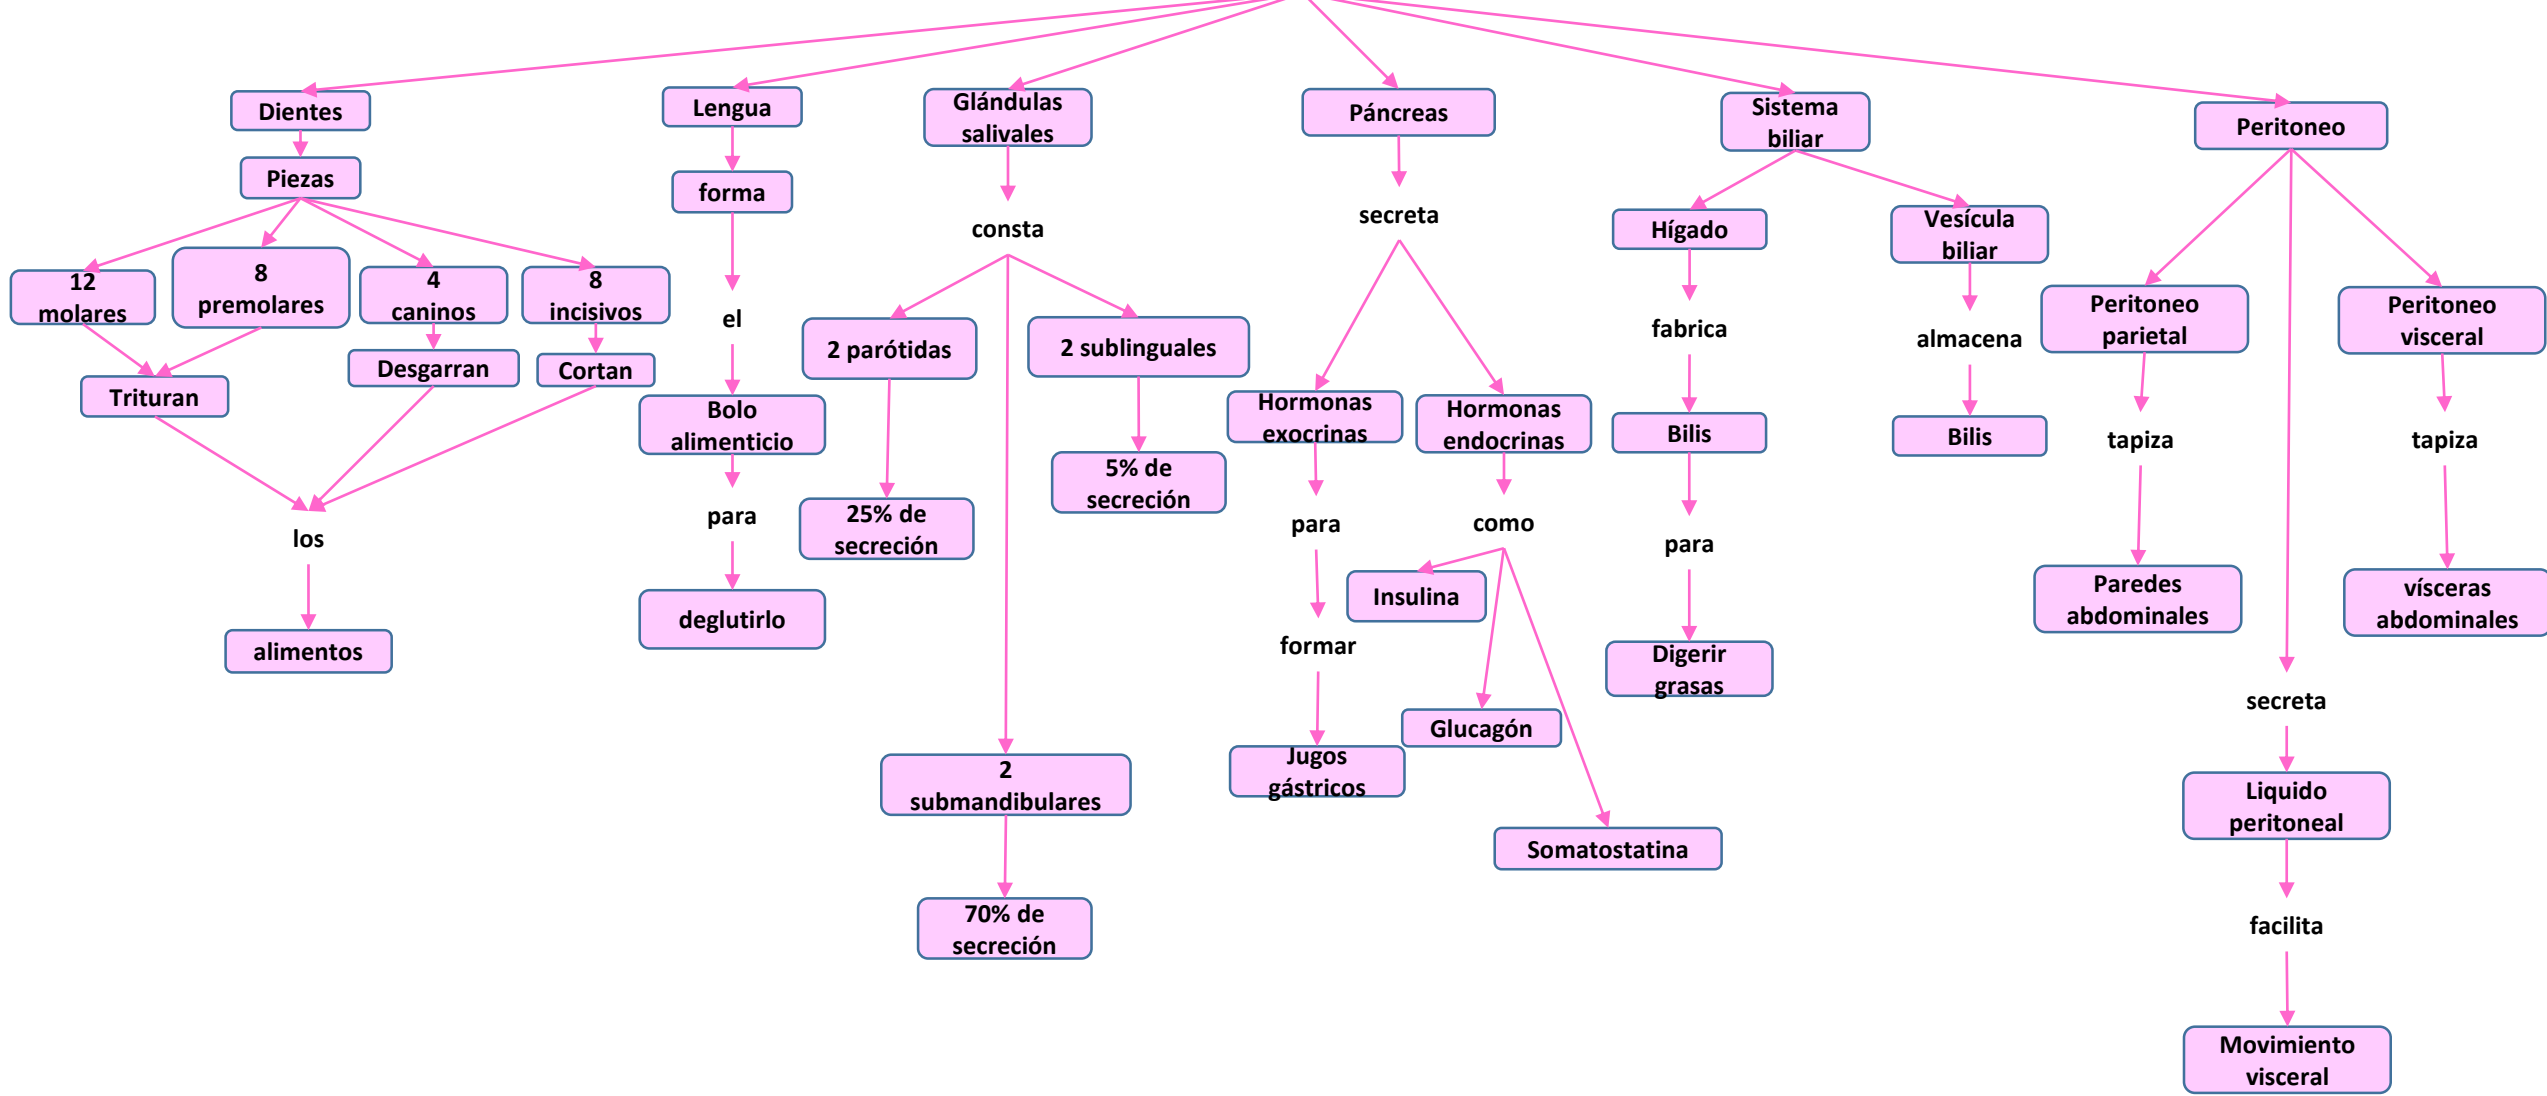 Dientes
Piezas
12
molares
8
premolares
4
caninos
8
incisivos
Trituran
Desgarran
Cortan
los
alimentos
Lengua
forma
el
Bolo
alimenticio
para
deglutirlo
Glándulas
salivales
consta
2 parótidas
25% de
secreción
2 sublinguales
5% de
secreción
2
submandibulares
70% de
secreción
Páncreas
secreta
Hormonas
exocrinas
para
formar
Jugos
gástricos
Hormonas
endocrinas
como
Insulina
Glucagón
Somatostatina
Sistema
biliar
Hígado
fabrica
Bilis
para
Digerir
grasas
Vesícula
biliar
almacena
Bilis
Peritoneo
Peritoneo
parietal
tapiza
Paredes
abdominales
Peritoneo
visceral
tapiza
vísceras
abdominales
secreta
Liquido
peritoneal
facilita
Movimiento
visceral